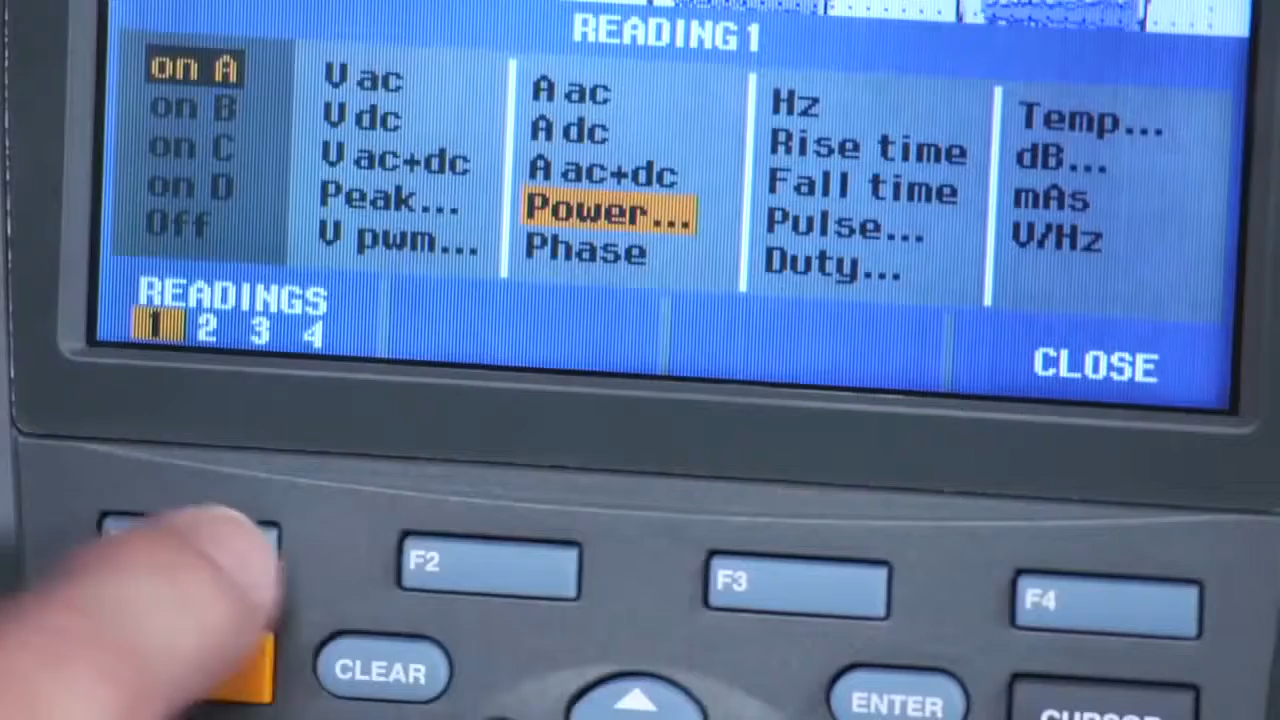 READING 1
on A
on B
on C
on D
Off
V ac
V dc
V ac+dc
Peak...
V pwm...
A ac
A dc
A ac+dc
Power...
Phase
Hz
Rise time
Fall time
Pulse...
Duty...
Temp...
dB...
mAs
V/Hz
READINGS
1 2 3 4
CLOSE
F2
F3
F4
CLEAR
ENTER
CURSOR